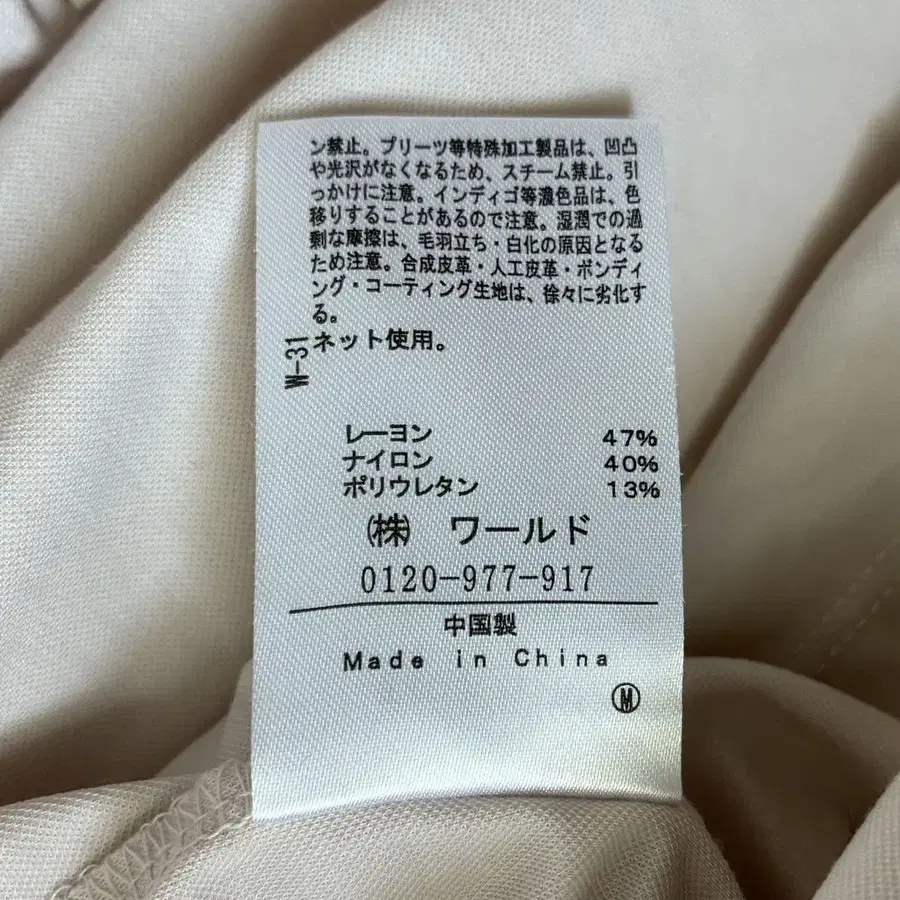 ン禁止。プリーツ等特殊加工製品は、凹凸
や光沢がなくなるため、スチーム禁止。引
っかけに注意。インディゴ等濃色品は、色
移りすることがあるので注意。湿潤での過
剰な摩擦は、毛羽立ち・白化の原因となる
ため注意。合成皮革・人工皮革・ボンディ
ング・コーティング生地は、徐々に劣化す
る。
W-31
ネット使用。
レーヨン 47%
ナイロン 40%
ポリウレタン 13%
㈱ ワールド
0120-977-917
中国製
Made in China
Ⓜ